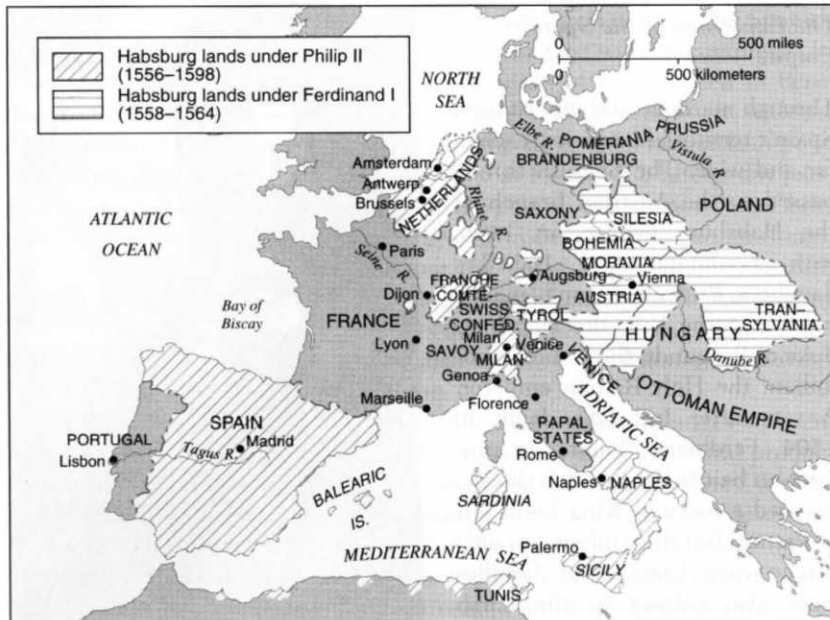 Habsburg lands under Philip II
(1556–1598)
Habsburg lands under Ferdinand I
(1558–1564)
0 500 miles
0 500 kilometers
NORTH
SEA
ATLANTIC
OCEAN
Bay of
Biscay
Elbe R.
POMERANIA
PRUSSIA
BRANDENBURG
Vistula R.
Amsterdam
Antwerp
Brussels
NETHERLANDS
Rhine R.
SAXONY
SILESIA
POLAND
BOHEMIA
MORAVIA
Paris
Seine R.
Augsburg
Vienna
AUSTRIA
Dijon
FRANCHE
COMTE
SWISS
CONFED.
TYROL
TRAN-
SYLVANIA
HUNGARY
Danube R.
FRANCE
Lyon
SAVOY
Milan
MILAN
Venice
VENICE
Genoa
Marseille
Florence
OTTOMAN EMPIRE
ADRIATIC SEA
PAPAL
STATES
Rome
SPAIN
PORTUGAL
Madrid
Tagus R.
Lisbon
BALEARIC
IS.
SARDINIA
Naples
NAPLES
MEDITERRANEAN SEA
Palermo
SICILY
TUNIS